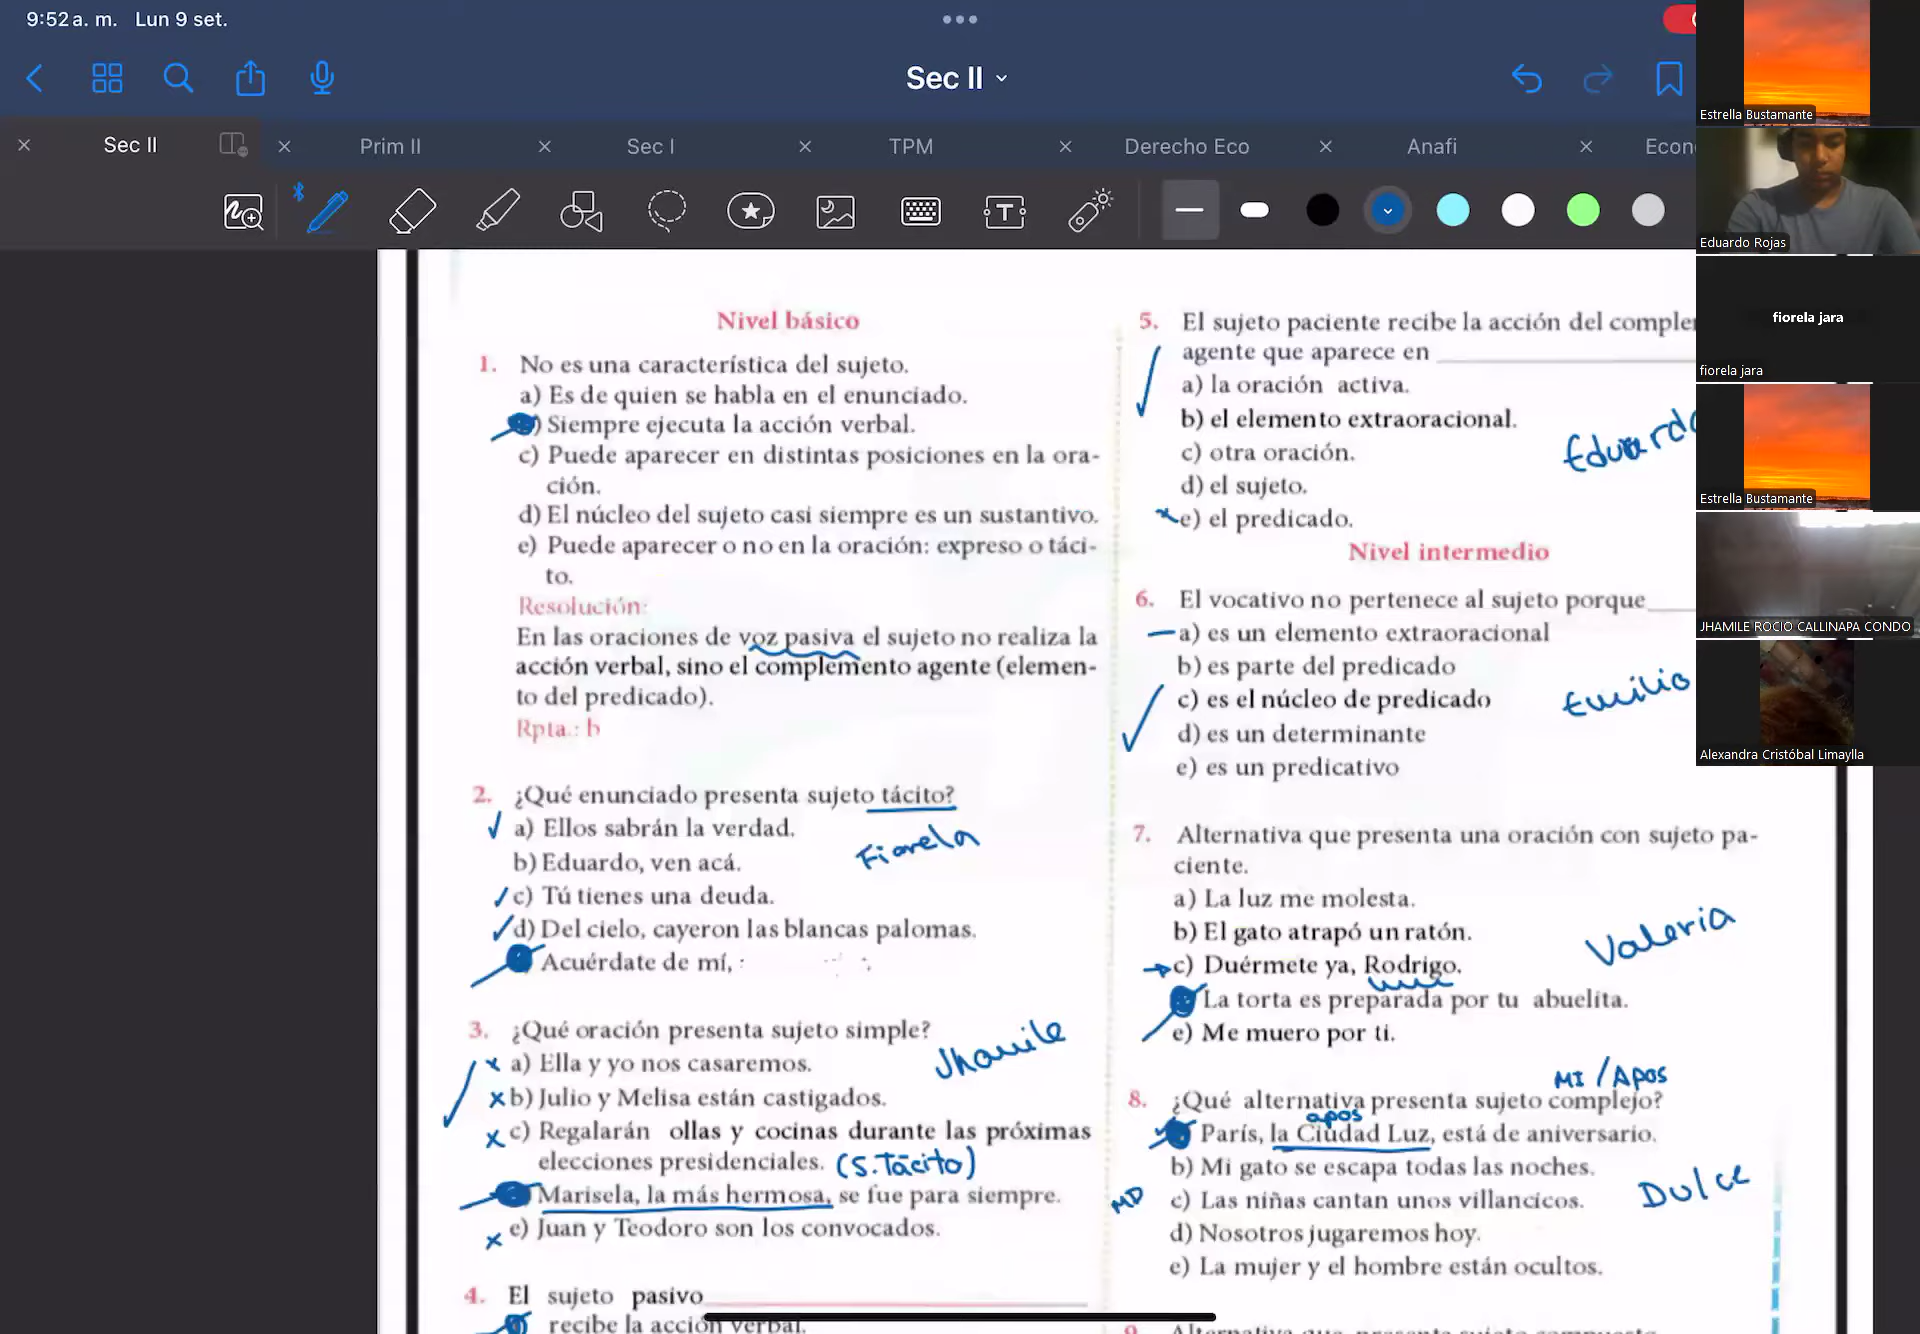 9:52 a. m. Lun 9 set.
Sec II
Sec II
Prim II
Sec I
TPM
Derecho Eco
Anafi
Econ
Nivel básico
1. No es una característica del sujeto.
a) Es de quien se habla en el enunciado.
) Siempre ejecuta la acción verbal.
c) Puede aparecer en distintas posiciones en la ora-
ción.
d) El núcleo del sujeto casi siempre es un sustantivo.
e) Puede aparecer o no en la oración: expreso o táci-
to.
Resolución:
En las oraciones de voz pasiva el sujeto no realiza la
acción verbal, sino el complemento agente (elemen-
to del predicado).
Rpta.: b
2. ¿Qué enunciado presenta sujeto tácito?
a) Ellos sabrán la verdad.
b) Eduardo, ven acá.
Fiorela
c) Tú tienes una deuda.
d) Del cielo, cayeron las blancas palomas.
Acuérdate de mí,
3. ¿Qué oración presenta sujeto simple?
Jhamile
a) Ella y yo nos casaremos.
b) Julio y Melisa están castigados.
c) Regalarán ollas y cocinas durante las próximas
elecciones presidenciales. (S. Tácito)
Marisela, la más hermosa, se fue para siempre.
e) Juan y Teodoro son los convocados.
4. El sujeto pasivo
recibe la acción verbal.
5. El sujeto paciente recibe la acción del comple
agente que aparece en
a) la oración activa.
b) el elemento extraoracional.
Eduardo
c) otra oración.
d) el sujeto.
e) el predicado.
Nivel intermedio
6. El vocativo no pertenece al sujeto porque
a) es un elemento extraoracional
b) es parte del predicado
c) es el núcleo de predicado
Emilio
d) es un determinante
e) es un predicativo
7. Alternativa que presenta una oración con sujeto pa-
ciente.
a) La luz me molesta.
b) El gato atrapó un ratón.
Valeria
c) Duérmete ya, Rodrigo.
La torta es preparada por tu abuelita.
e) Me muero por ti.
MI / Apos
8. ¿Qué alternativa presenta sujeto complejo?
apos
París, la Ciudad Luz, está de aniversario.
b) Mi gato se escapa todas las noches.
MD
c) Las niñas cantan unos villancicos.
Dulce
d) Nosotros jugaremos hoy.
e) La mujer y el hombre están ocultos.
Estrella Bustamante
Eduardo Rojas
fiorela jara
fiorela jara
Estrella Bustamante
JHAMILE ROCIO CALLINAPA CONDO
Alexandra Cristóbal Limaylla